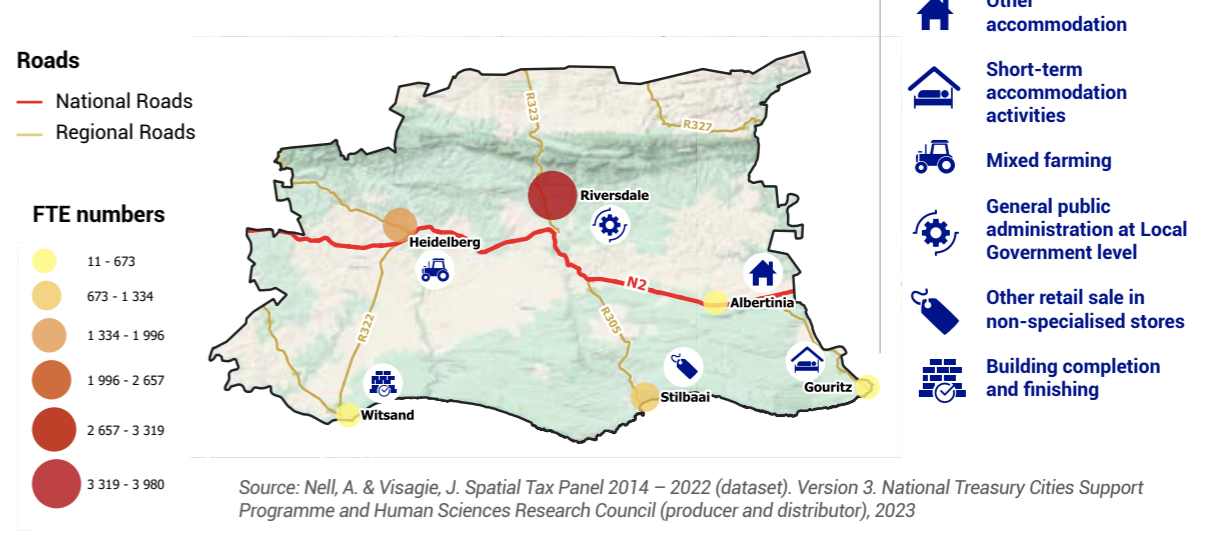 Roads
National Roads
Regional Roads
FTE numbers
11 - 673
673 - 1 334
1 334 - 1 996
1 996 - 2 657
2 657 - 3 319
3 319 - 3 980
R323
R327
Riversdale
Heidelberg
N2
Albertinia
R322
R305
Gouritz
Stilbaai
Witsand
Other
accommodation
Short-term
accommodation
activities
Mixed farming
General public
administration at Local
Government level
Other retail sale in
non-specialised stores
Building completion
and finishing
Source: Nell, A. & Visagie, J. Spatial Tax Panel 2014 – 2022 (dataset). Version 3. National Treasury Cities Support
Programme and Human Sciences Research Council (producer and distributor), 2023